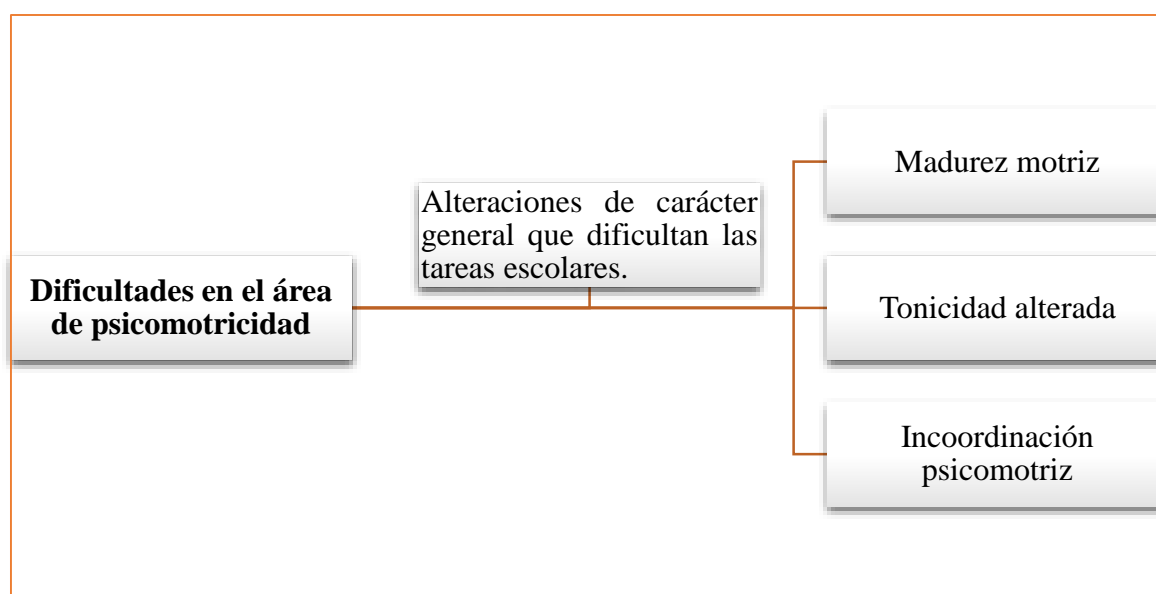 Dificultades en el área
de psicomotricidad
Alteraciones de carácter
general que dificultan las
tareas escolares.
Madurez motriz
Tonicidad alterada
Incoordinación
psicomotriz